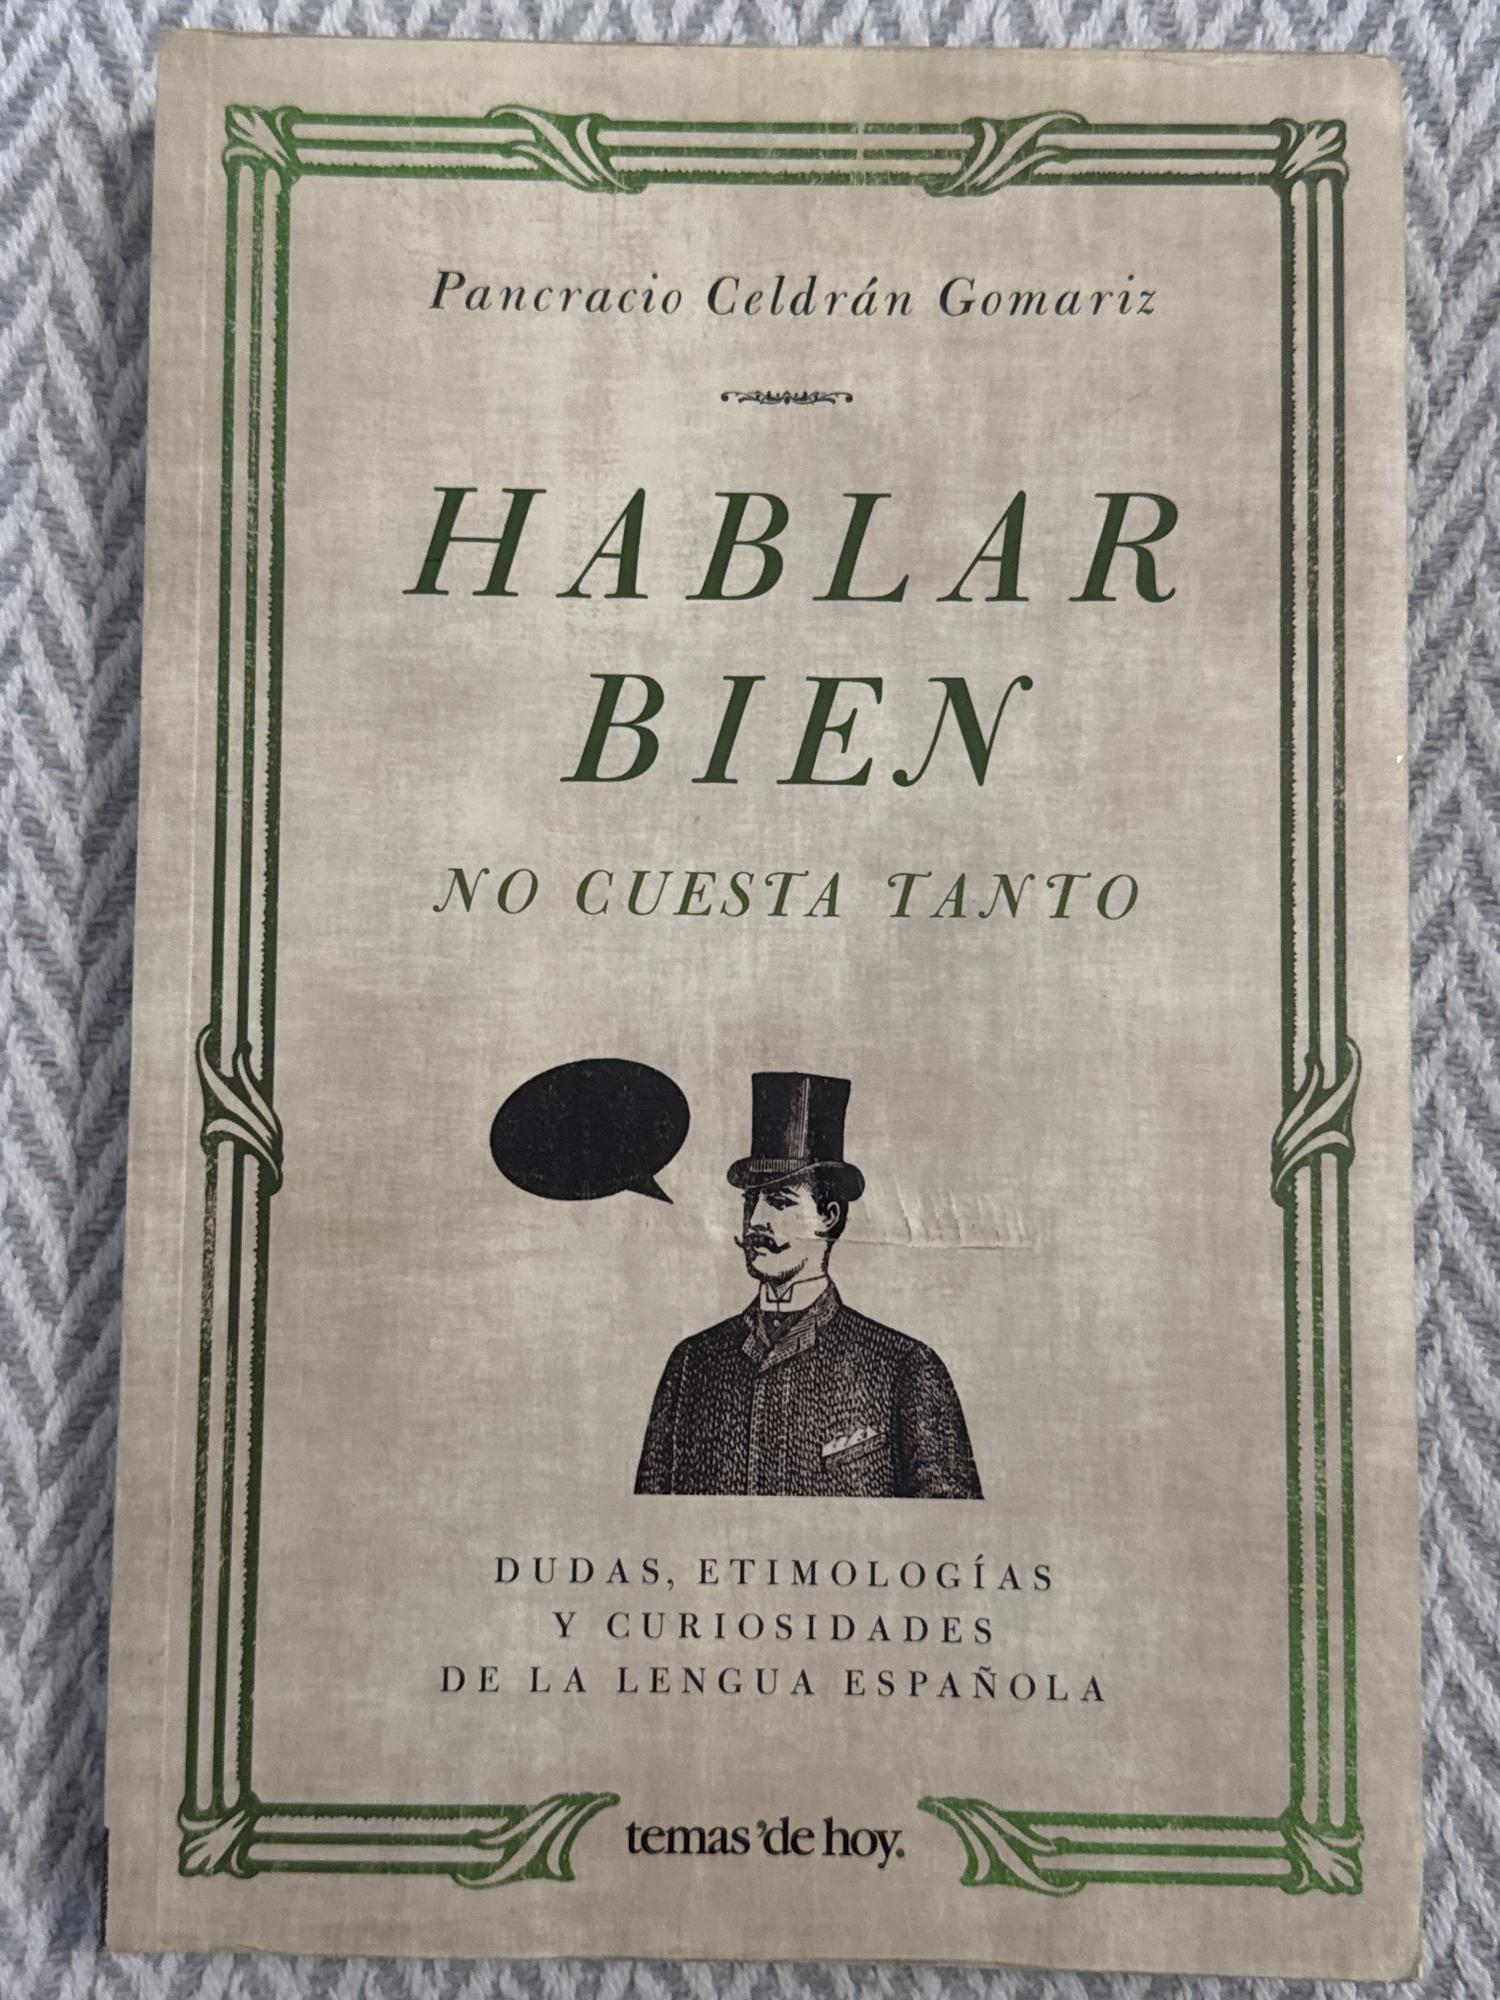 Pancracio Celdrán Gomariz
HABLAR
BIEN
NO CUESTA TANTO
DUDAS, ETIMOLOGÍAS
Y CURIOSIDADES
DE LA LENGUA ESPAÑOLA
temas'de hoy.